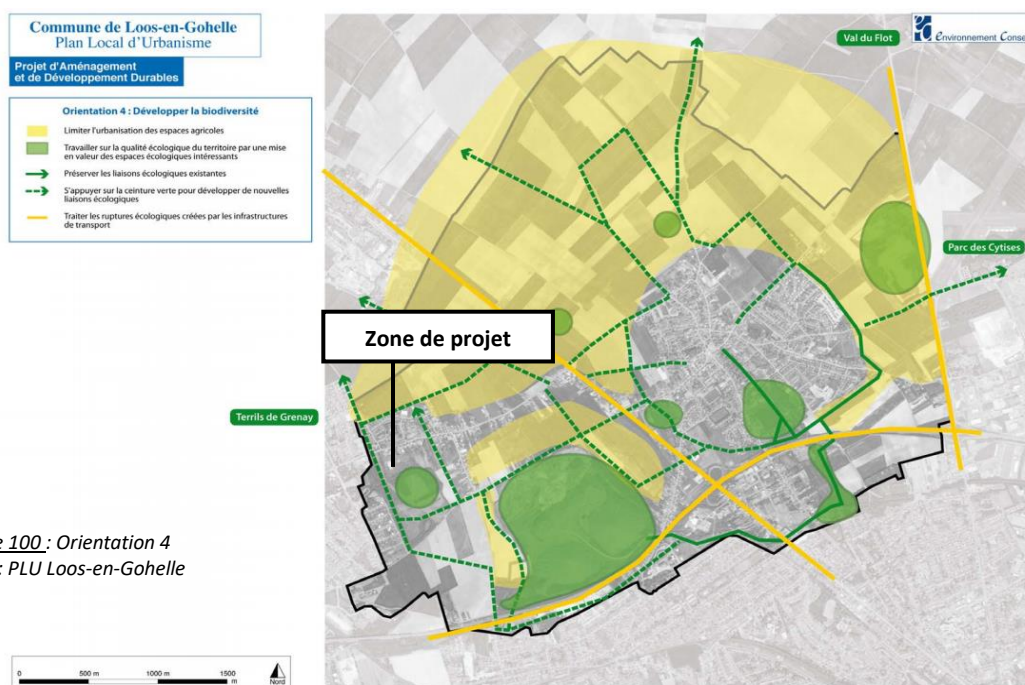 Commune de Loos-en-Gohelle
Plan Local d'Urbanisme
Projet d'Aménagement
et de Développement Durables
Orientation 4 : Développer la biodiversité
Limiter l'urbanisation des espaces agricoles
Travailler sur la qualité écologique du territoire par une mise
en valeur des espaces écologiques intéressants
Préserver les liaisons écologiques existantes
S'appuyer sur la ceinture verte pour développer de nouvelles
liaisons écologiques
Traiter les ruptures écologiques créées par les infrastructures
de transport
Val du Flot
Environnement Conse
Parc des Cytises
Zone de projet
Terrils de Grenay
e 100 : Orientation 4
: PLU Loos-en-Gohelle
0 500 m 1000 m 1500
m
Nord